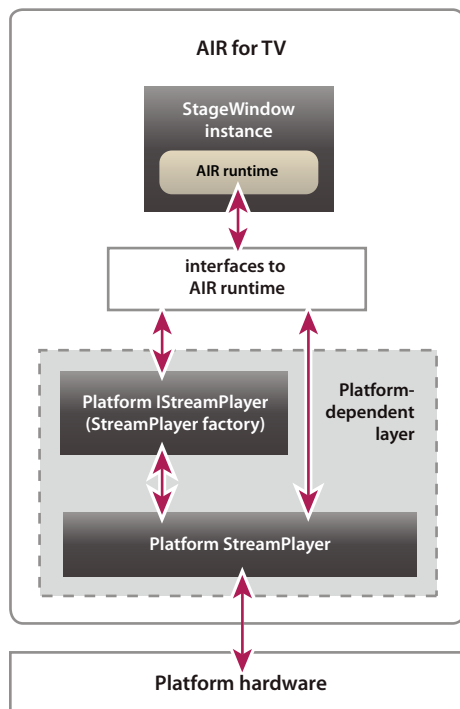 AIR for TV
StageWindow
instance
AIR runtime
interfaces to
AIR runtime
Platform IStreamPlayer
(StreamPlayer factory)
Platform-
dependent
layer
Platform StreamPlayer
Platform hardware